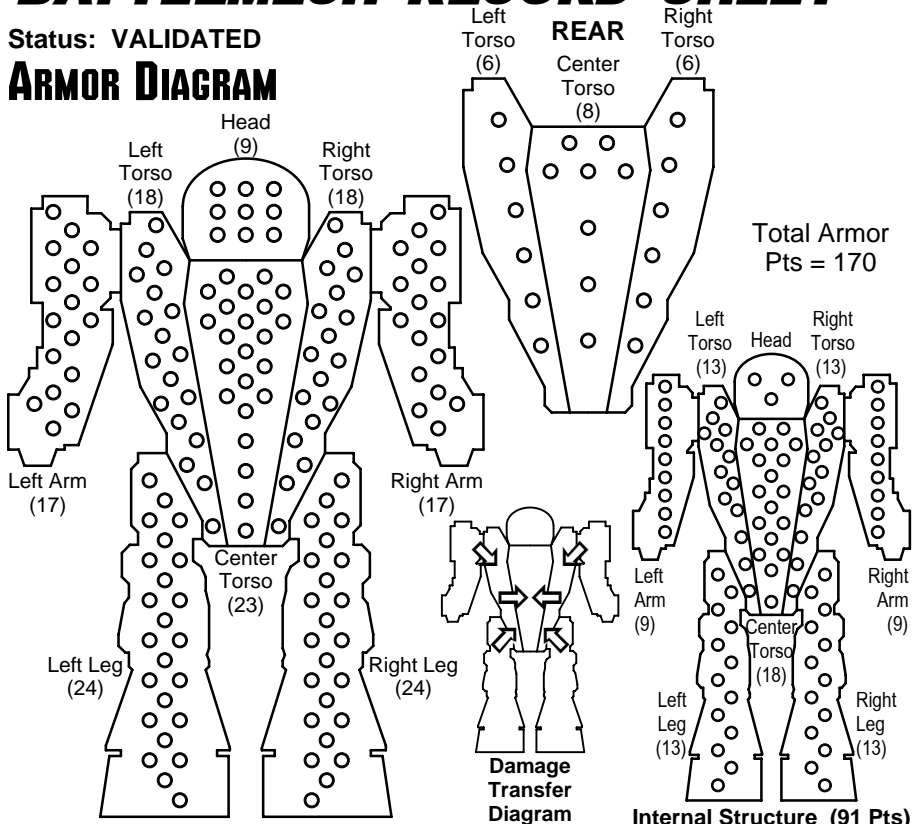 BATTLEMECH RECORD SHEET
Status: VALIDATED
ARMOR DIAGRAM
Left
Torso
(6)
REAR
Center
Torso
(8)
Right
Torso
(6)
Head
(9)
Left
Torso
(18)
Right
Torso
(18)
Left Arm
(17)
Right Arm
(17)
Center
Torso
(23)
Left Leg
(24)
Right Leg
(24)
Total Armor
Pts = 170
Left
Torso
(13)
Head
Right
Torso
(13)
Left
Arm
(9)
Right
Arm
(9)
Center
Torso
(18)
Left
Leg
(13)
Right
Leg
(13)
Damage
Transfer
Diagram
Internal Structure (91 Pts)